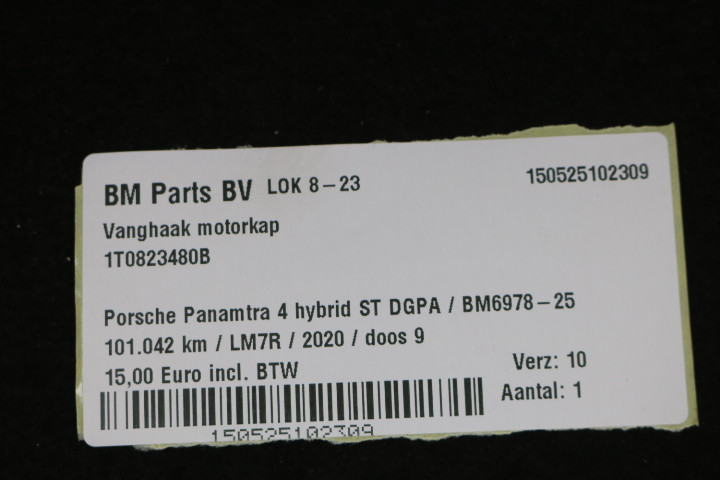 BM Parts BV LOK 8-23 150525102309
Vanghaak motorkap
1T0823480B
Porsche Panamtra 4 hybrid ST DGPA / BM6978-25
101.042 km / LM7R / 2020 / doos 9
15,00 Euro incl. BTW Verz: 10
Aantal: 1
150525102309